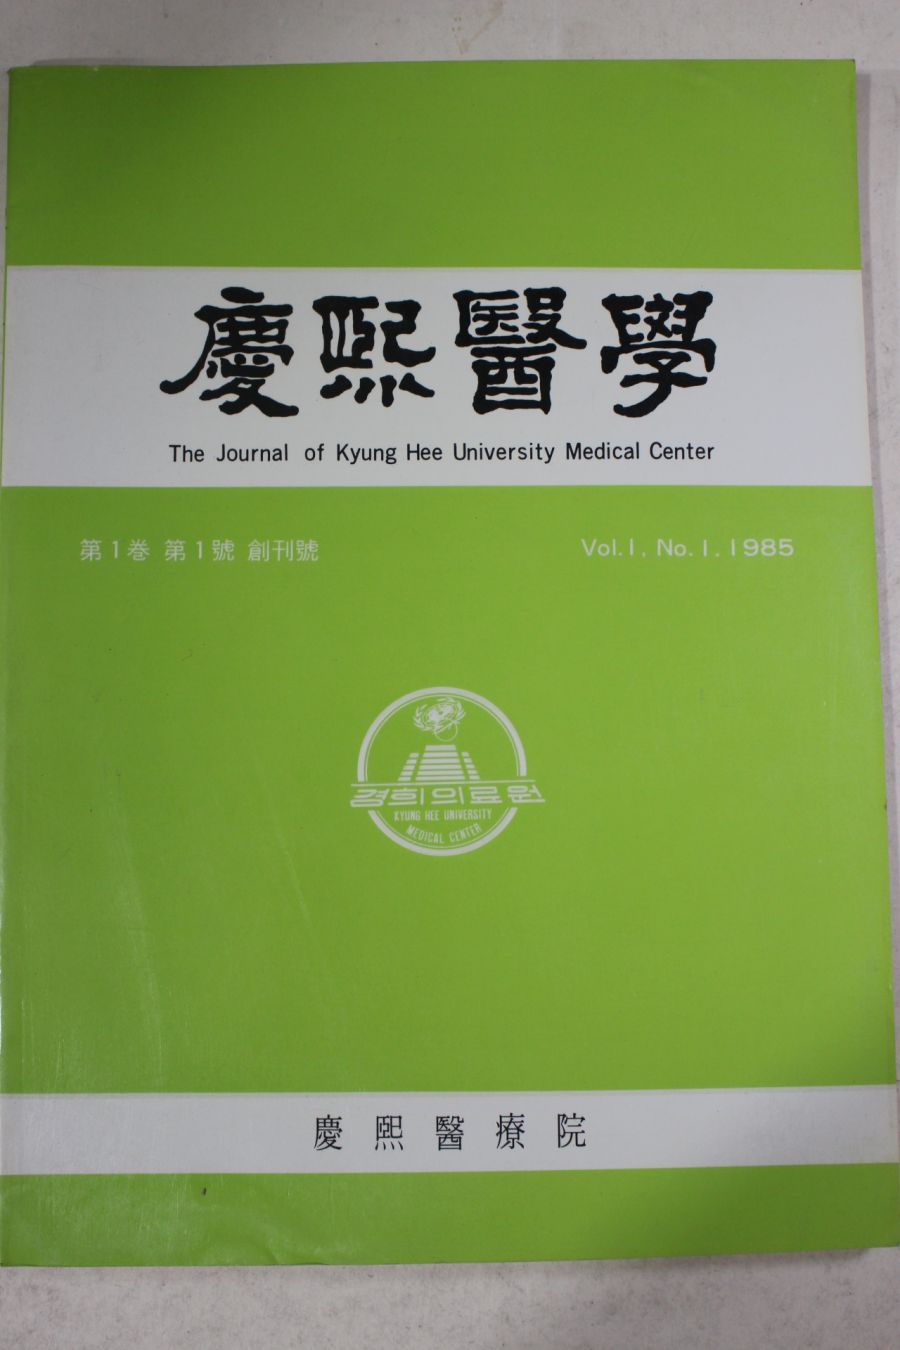 慶熙醫學
The Journal of Kyung Hee University Medical Center
第1巻 第1號 創刊號
Vol.1, No.1.1985
경희의료원
KYUNG HEE UNIVERSITY
MEDICAL CENTER
慶熙醫療院